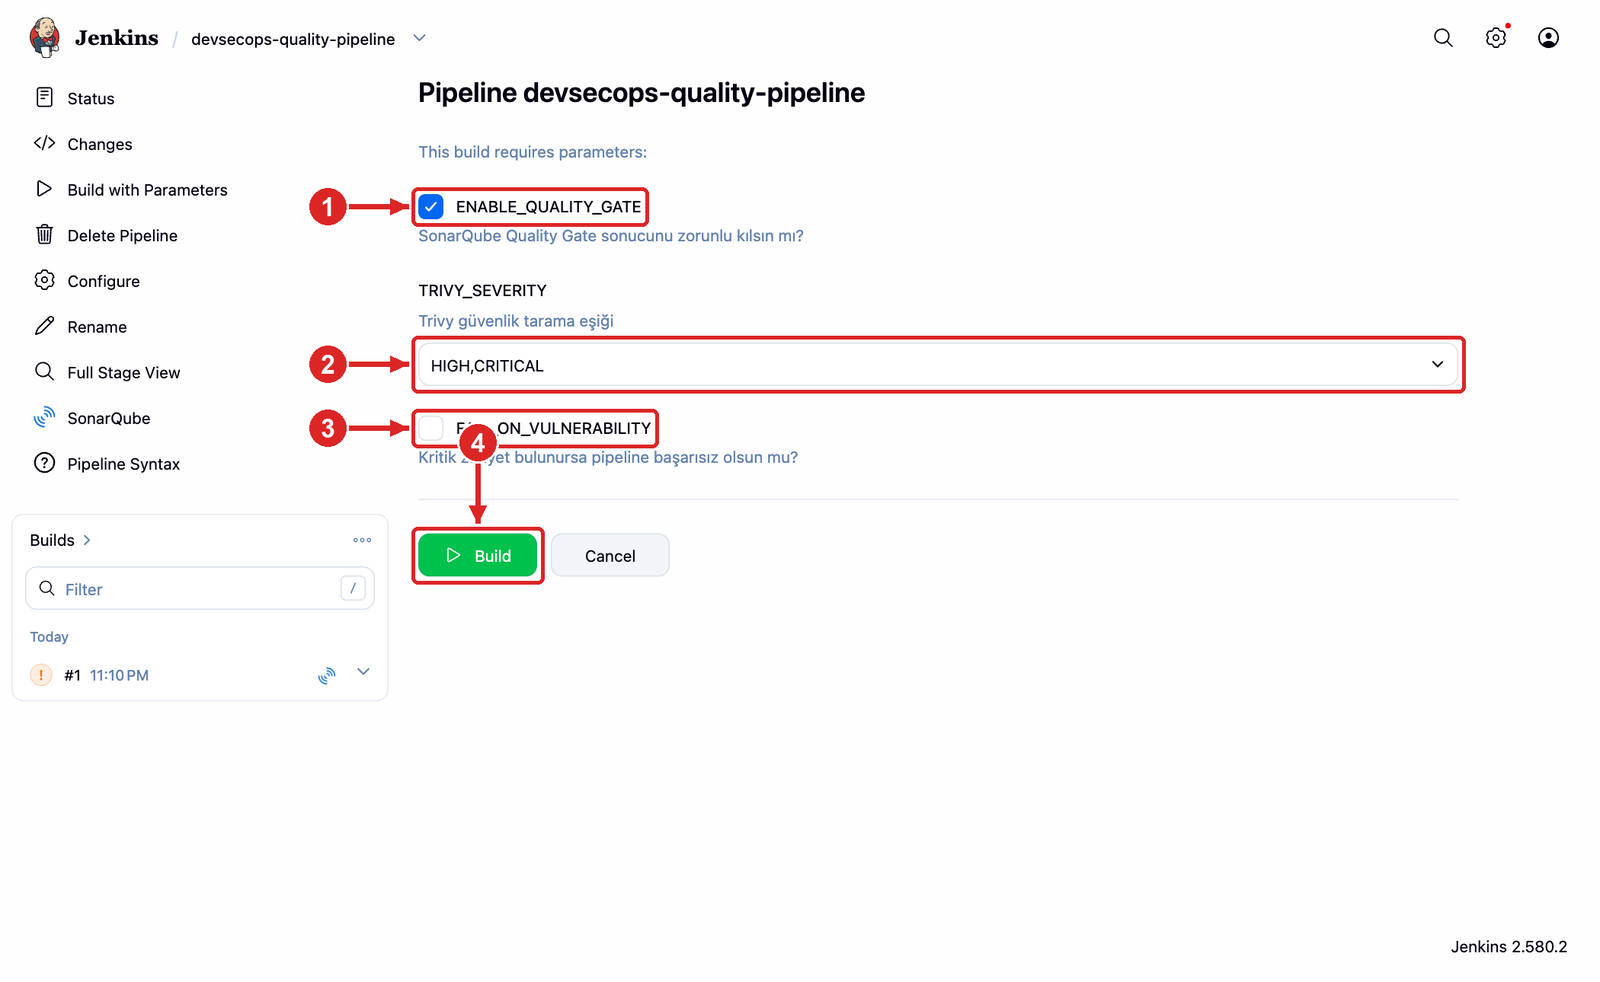 Jenkins / devsecops-quality-pipeline
Status
Changes
Build with Parameters
Delete Pipeline
Configure
Rename
Full Stage View
SonarQube
Pipeline Syntax
Builds
Filter /
Today
#1 11:10 PM
Pipeline devsecops-quality-pipeline
This build requires parameters:
1 ENABLE_QUALITY_GATE
SonarQube Quality Gate sonucunu zorunlu kılsın mı?
TRIVY_SEVERITY
Trivy güvenlik tarama eşiği
2 HIGH,CRITICAL
3 ON_VULNERABILITY
4
Kritik bulunursa pipeline başarısız olsun mu?
Build Cancel
Jenkins 2.580.2